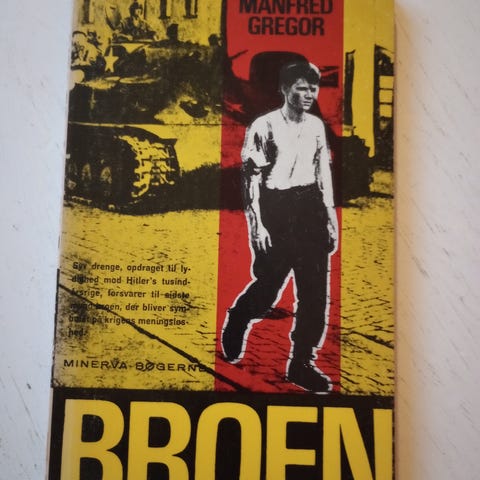 MANFRED
GREGOR
Syv drenge, opdraget til ly-
dighed mod Hitler's tusind-
årsrige, forsvarer til sidste
mand broen, der bliver sym-
bolet på krigens meningsløs-
hed.
MINERVA-BØGERNE
BROEN